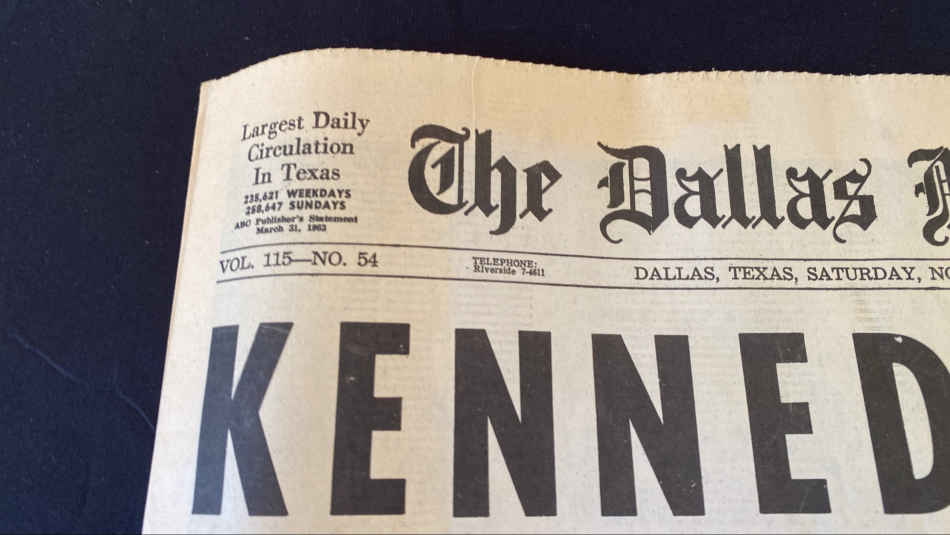 Largest Daily
Circulation
In Texas
235,621 WEEKDAYS
258,647 SUNDAYS
ABC Publisher's Statement
March 31, 1963
The Dallas
VOL. 115—NO. 54
TELEPHONE:
RIverside 7-4611
DALLAS, TEXAS, SATURDAY, NO
KENNED